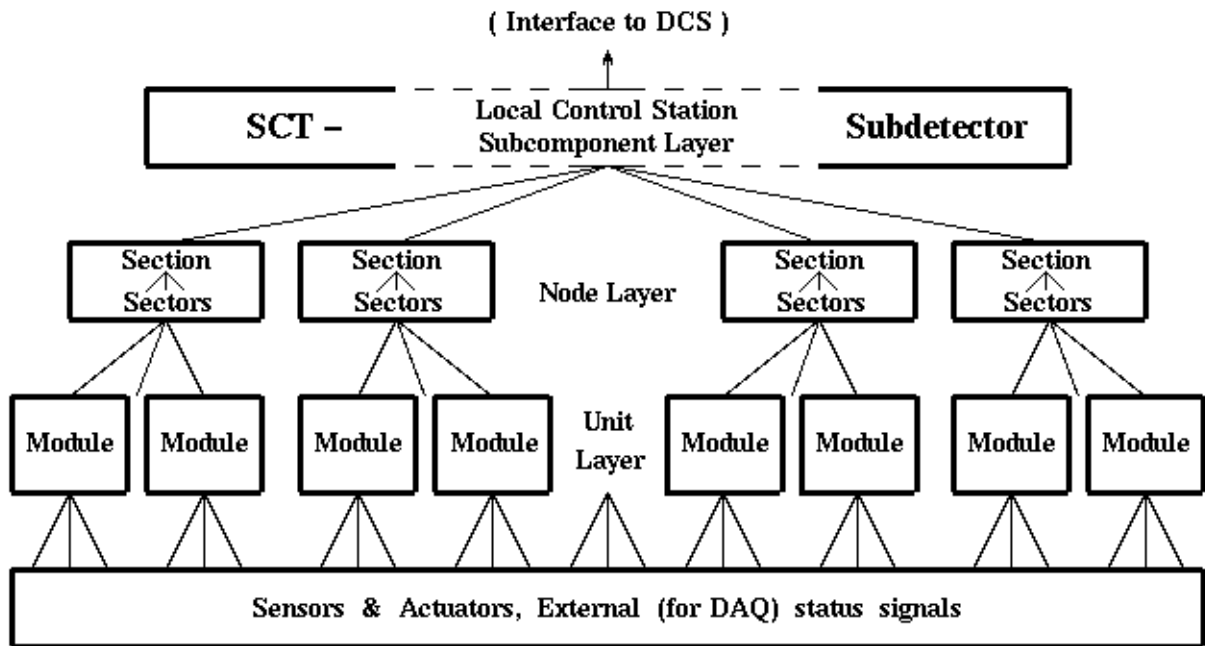 ( Interface to DCS )
SCT – Local Control Station Subdetector
Subcomponent Layer
Section Section Section Section
Sectors Sectors Node Layer Sectors Sectors
Module Module Module Module Unit Module Module Module Module
Layer
Sensors & Actuators, External (for DAQ) status signals